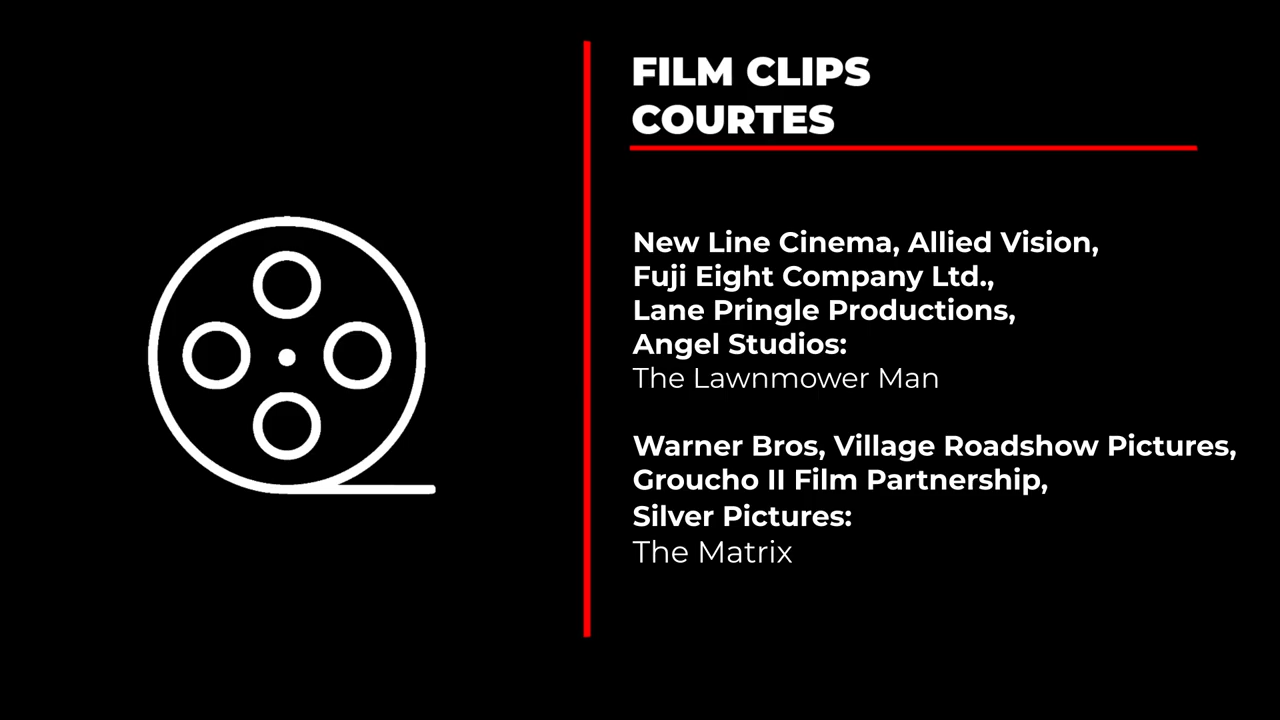 FILM CLIPS
COURTES
New Line Cinema, Allied Vision,
Fuji Eight Company Ltd.,
Lane Pringle Productions,
Angel Studios:
The Lawnmower Man
Warner Bros, Village Roadshow Pictures,
Groucho II Film Partnership,
Silver Pictures:
The Matrix